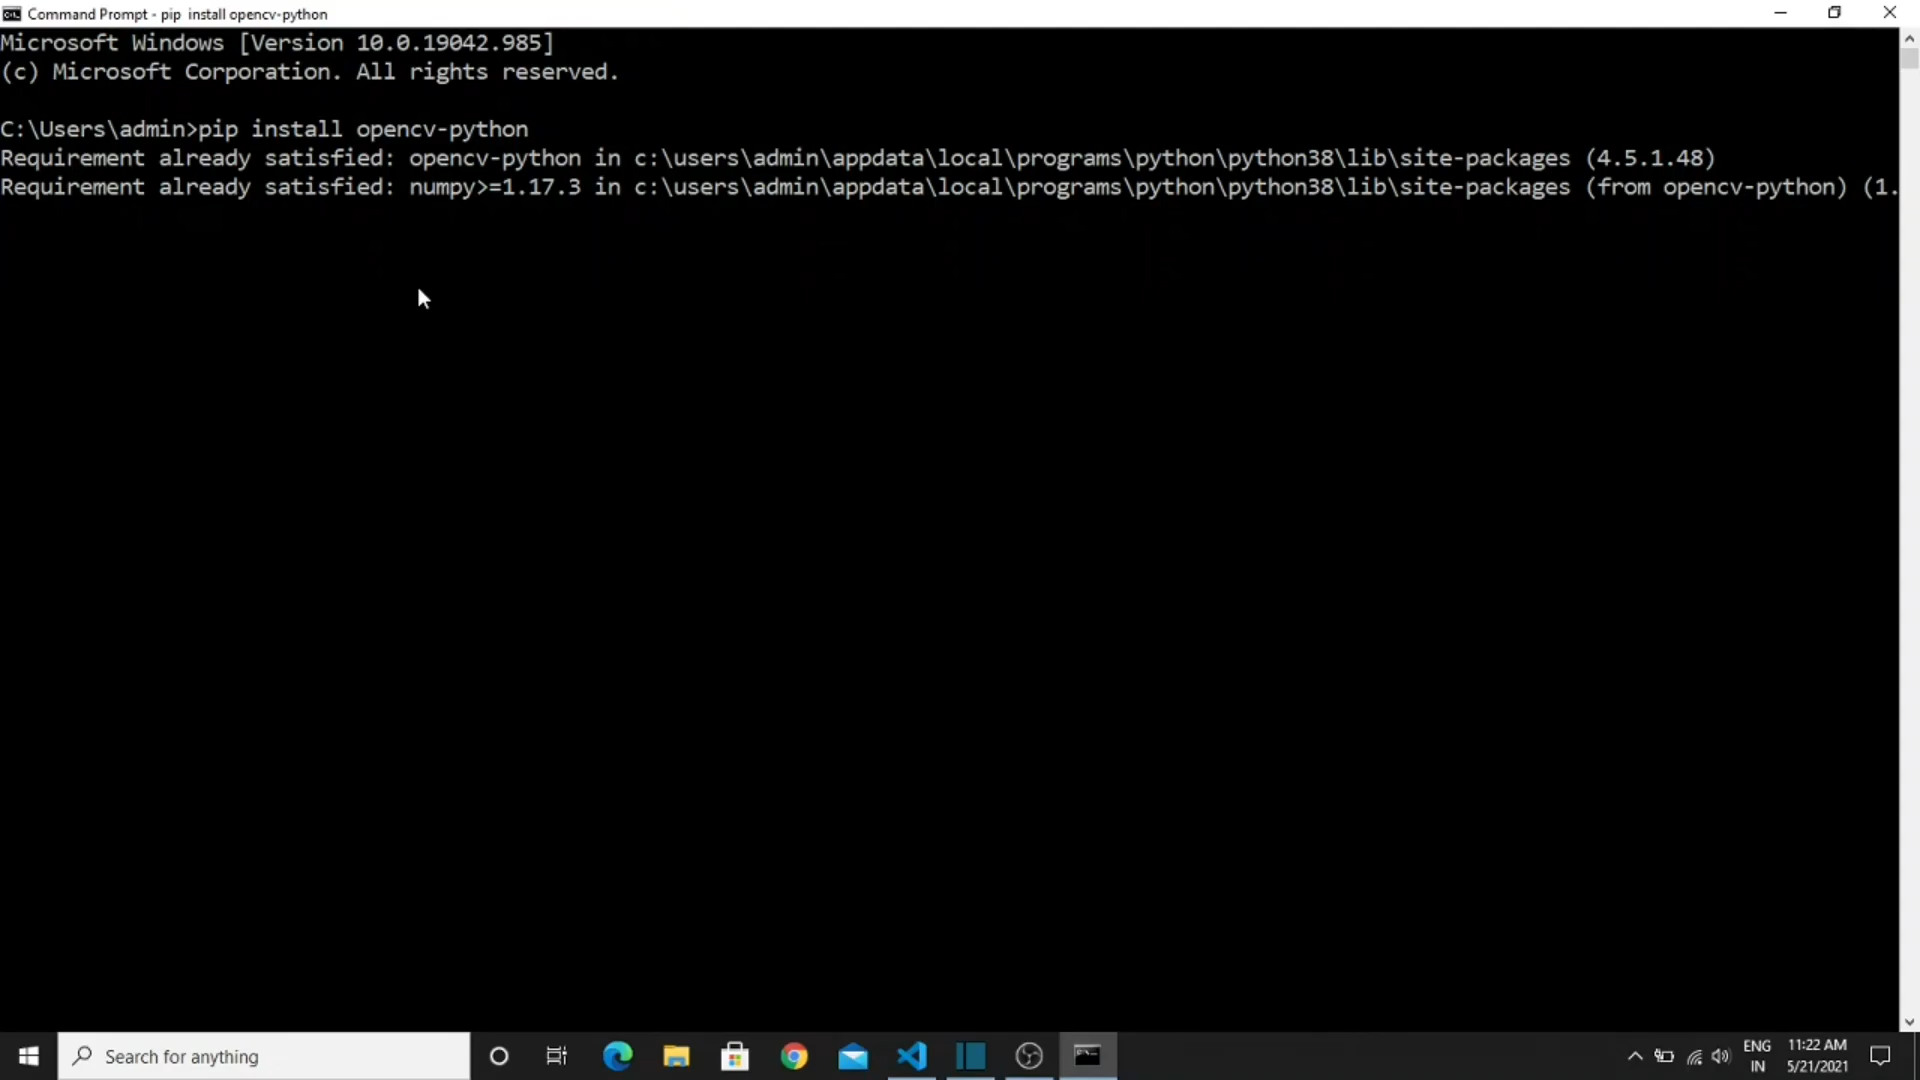 Command Prompt - pip  install opencv-python
Microsoft Windows [Version 10.0.19042.985]
(c) Microsoft Corporation. All rights reserved.
C:\Users\admin>pip install opencv-python
Requirement already satisfied: opencv-python in c:\users\admin\appdata\local\programs\python\python38\lib\site-packages (4.5.1.48)
Requirement already satisfied: numpy>=1.17.3 in c:\users\admin\appdata\local\programs\python\python38\lib\site-packages (from opencv-python) (1.
Search for anything
ENG
IN
11:22 AM
5/21/2021